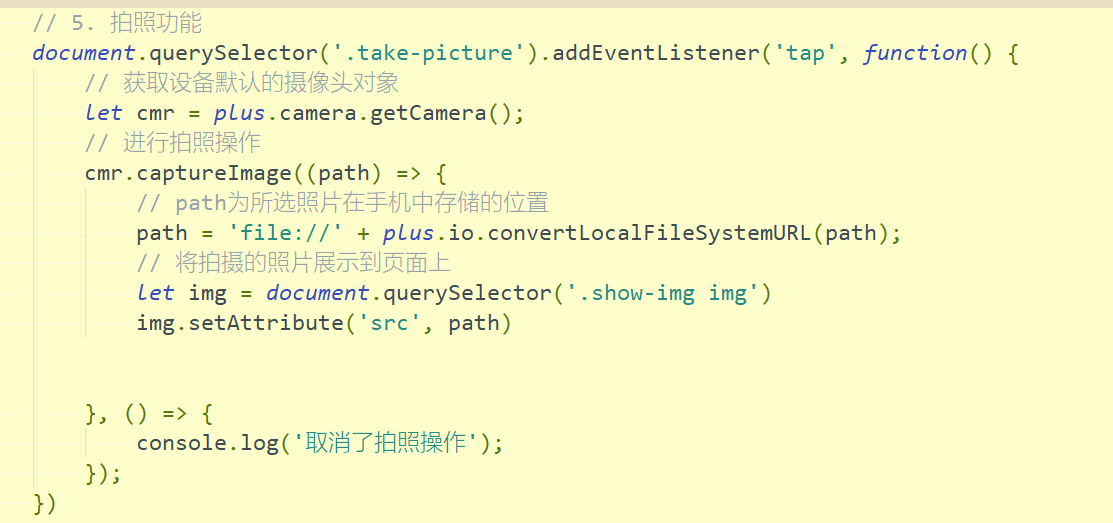 // 5. 拍照功能
document.querySelector('.take-picture').addEventListener('tap', function() {
// 获取设备默认的摄像头对象
let cmr = plus.camera.getCamera();
// 进行拍照操作
cmr.captureImage((path) => {
// path为所选照片在手机中存储的位置
path = 'file://' + plus.io.convertLocalFileSystemURL(path);
// 将拍摄的照片展示到页面上
let img = document.querySelector('.show-img img')
img.setAttribute('src', path)
}, () => {
console.log('取消了拍照操作');
});
})